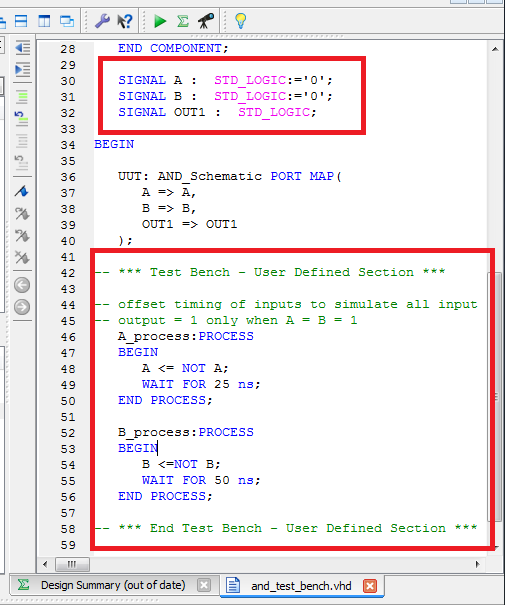 28 END COMPONENT;
29
30 SIGNAL A :  STD_LOGIC:='0';
31 SIGNAL B :  STD_LOGIC:='0';
32 SIGNAL OUT1 :  STD_LOGIC;
33
34 BEGIN
35
36 UUT: AND_Schematic PORT MAP(
37 A => A,
38 B => B,
39 OUT1 => OUT1
40 );
41
42 -- *** Test Bench - User Defined Section ***
43
44 -- offset timing of inputs to simulate all input
45 -- output = 1 only when A = B = 1
46 A_process:PROCESS
47 BEGIN
48 A <= NOT A;
49 WAIT FOR 25 ns;
50 END PROCESS;
51
52 B_process:PROCESS
53 BEGIN
54 B <=NOT B;
55 WAIT FOR 50 ns;
56 END PROCESS;
57
58 -- *** End Test Bench - User Defined Section ***
59
Design Summary (out of date)
and_test_bench.vhd